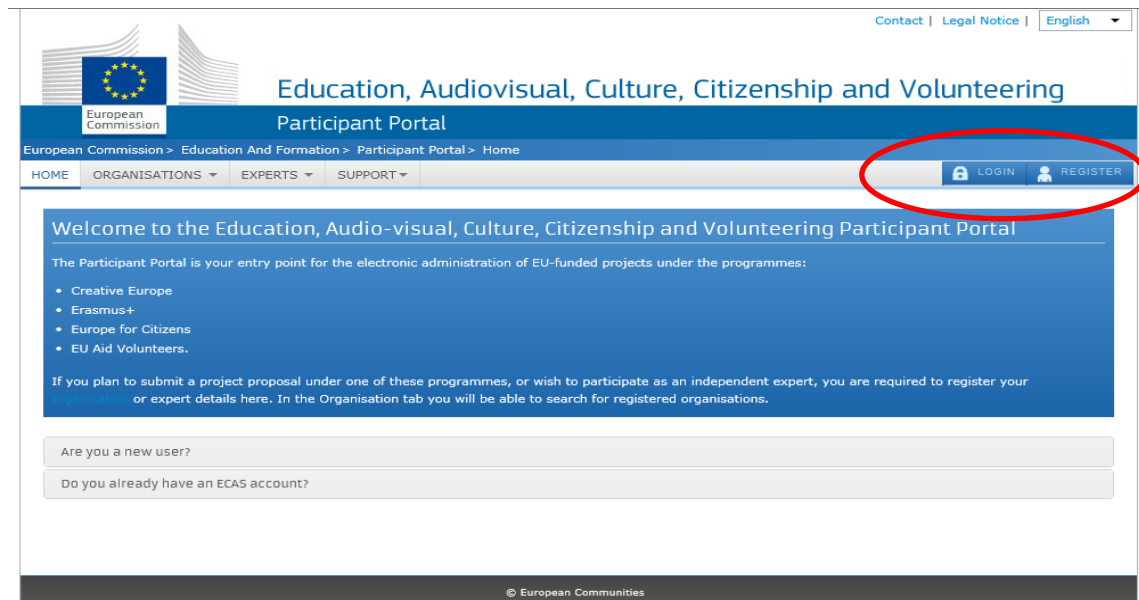 Contact | Legal Notice | English
Education, Audiovisual, Culture, Citizenship and Volunteering
European
Commission
Participant Portal
European Commission > Education And Formation > Participant Portal > Home
HOME ORGANISATIONS EXPERTS SUPPORT LOGIN REGISTER
Welcome to the Education, Audio-visual, Culture, Citizenship and Volunteering Participant Portal
The Participant Portal is your entry point for the electronic administration of EU-funded projects under the programmes:
• Creative Europe
• Erasmus+
• Europe for Citizens
• EU Aid Volunteers.
If you plan to submit a project proposal under one of these programmes, or wish to participate as an independent expert, you are required to register your
organisation or expert details here. In the Organisation tab you will be able to search for registered organisations.
Are you a new user?
Do you already have an ECAS account?
© European Communities